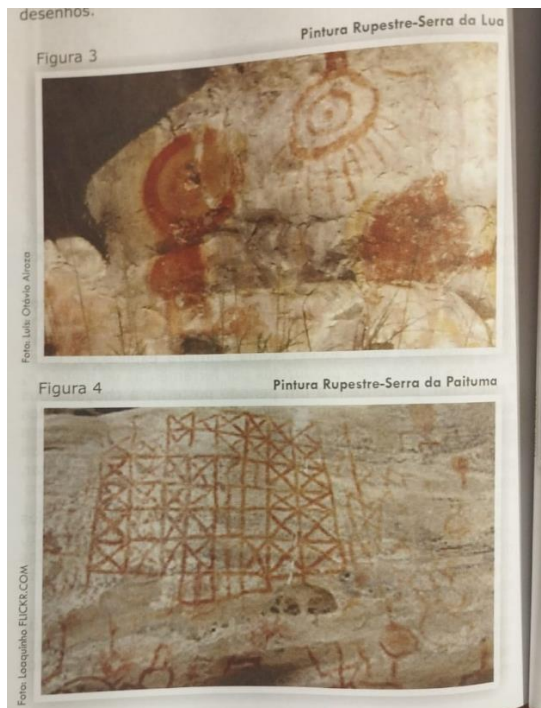 desenhos.
Pintura Rupestre-Serra da Lua
Figura 3
Foto: Luis Otávio Airoza
Figura 4
Pintura Rupestre-Serra da Paituma
Foto: Loaquinho FLICKR.COM